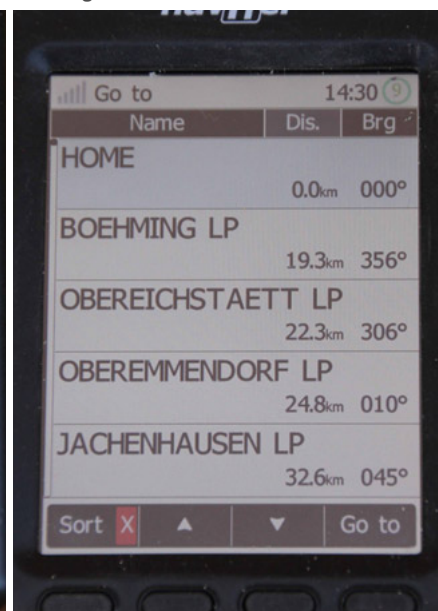 Go to 14:30 9
Name Dis. Brg
HOME
0.0km 000°
BOEHMING LP
19.3km 356°
OBEREICHSTAETT LP
22.3km 306°
OBEREMMENDORF LP
24.8km 010°
JACHENHAUSEN LP
32.6km 045°
Sort X ▲ ▼ Go to